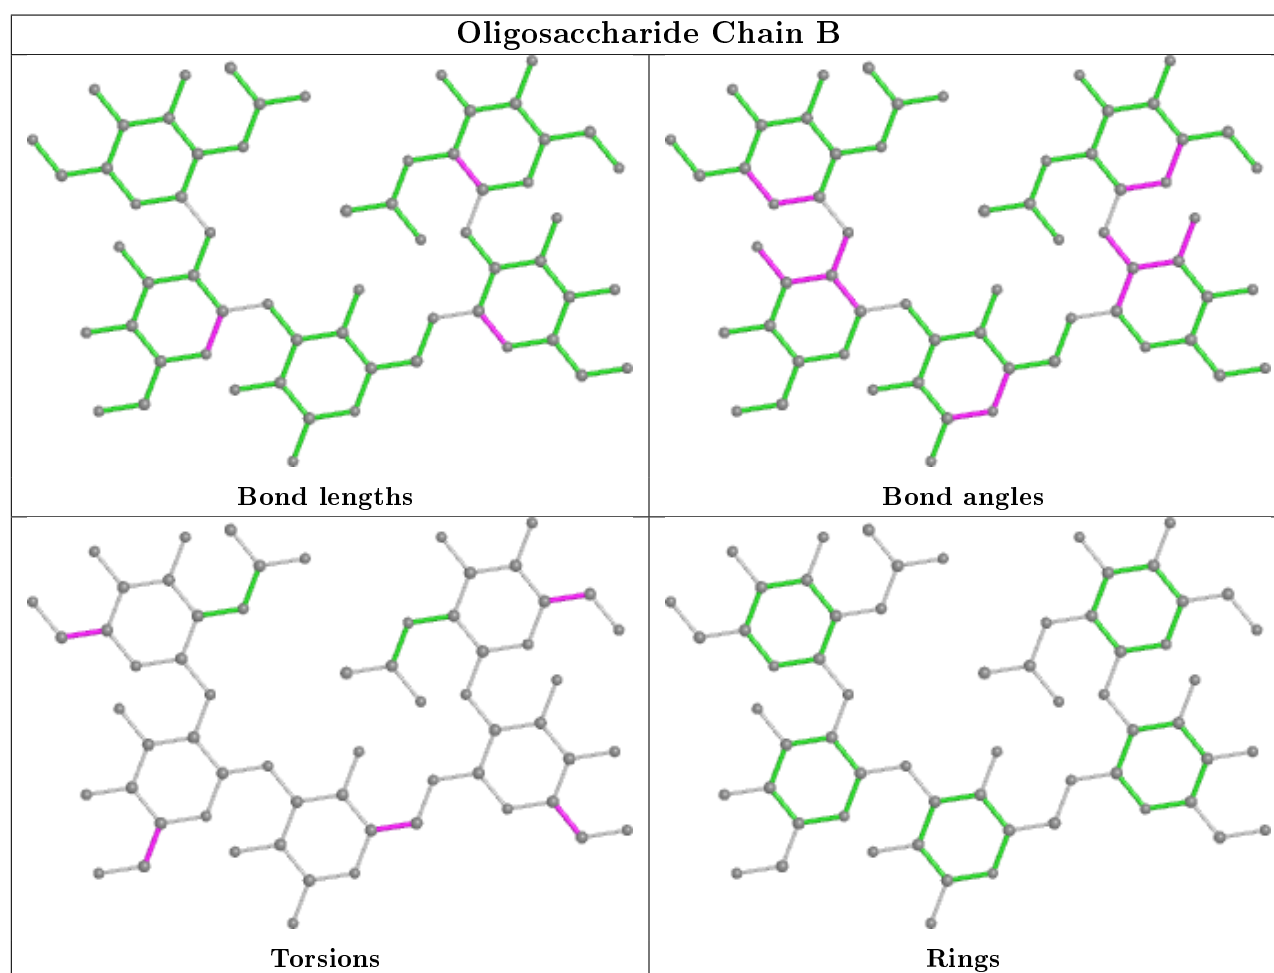 Oligosaccharide Chain B
Bond lengths
Bond angles
Torsions
Rings